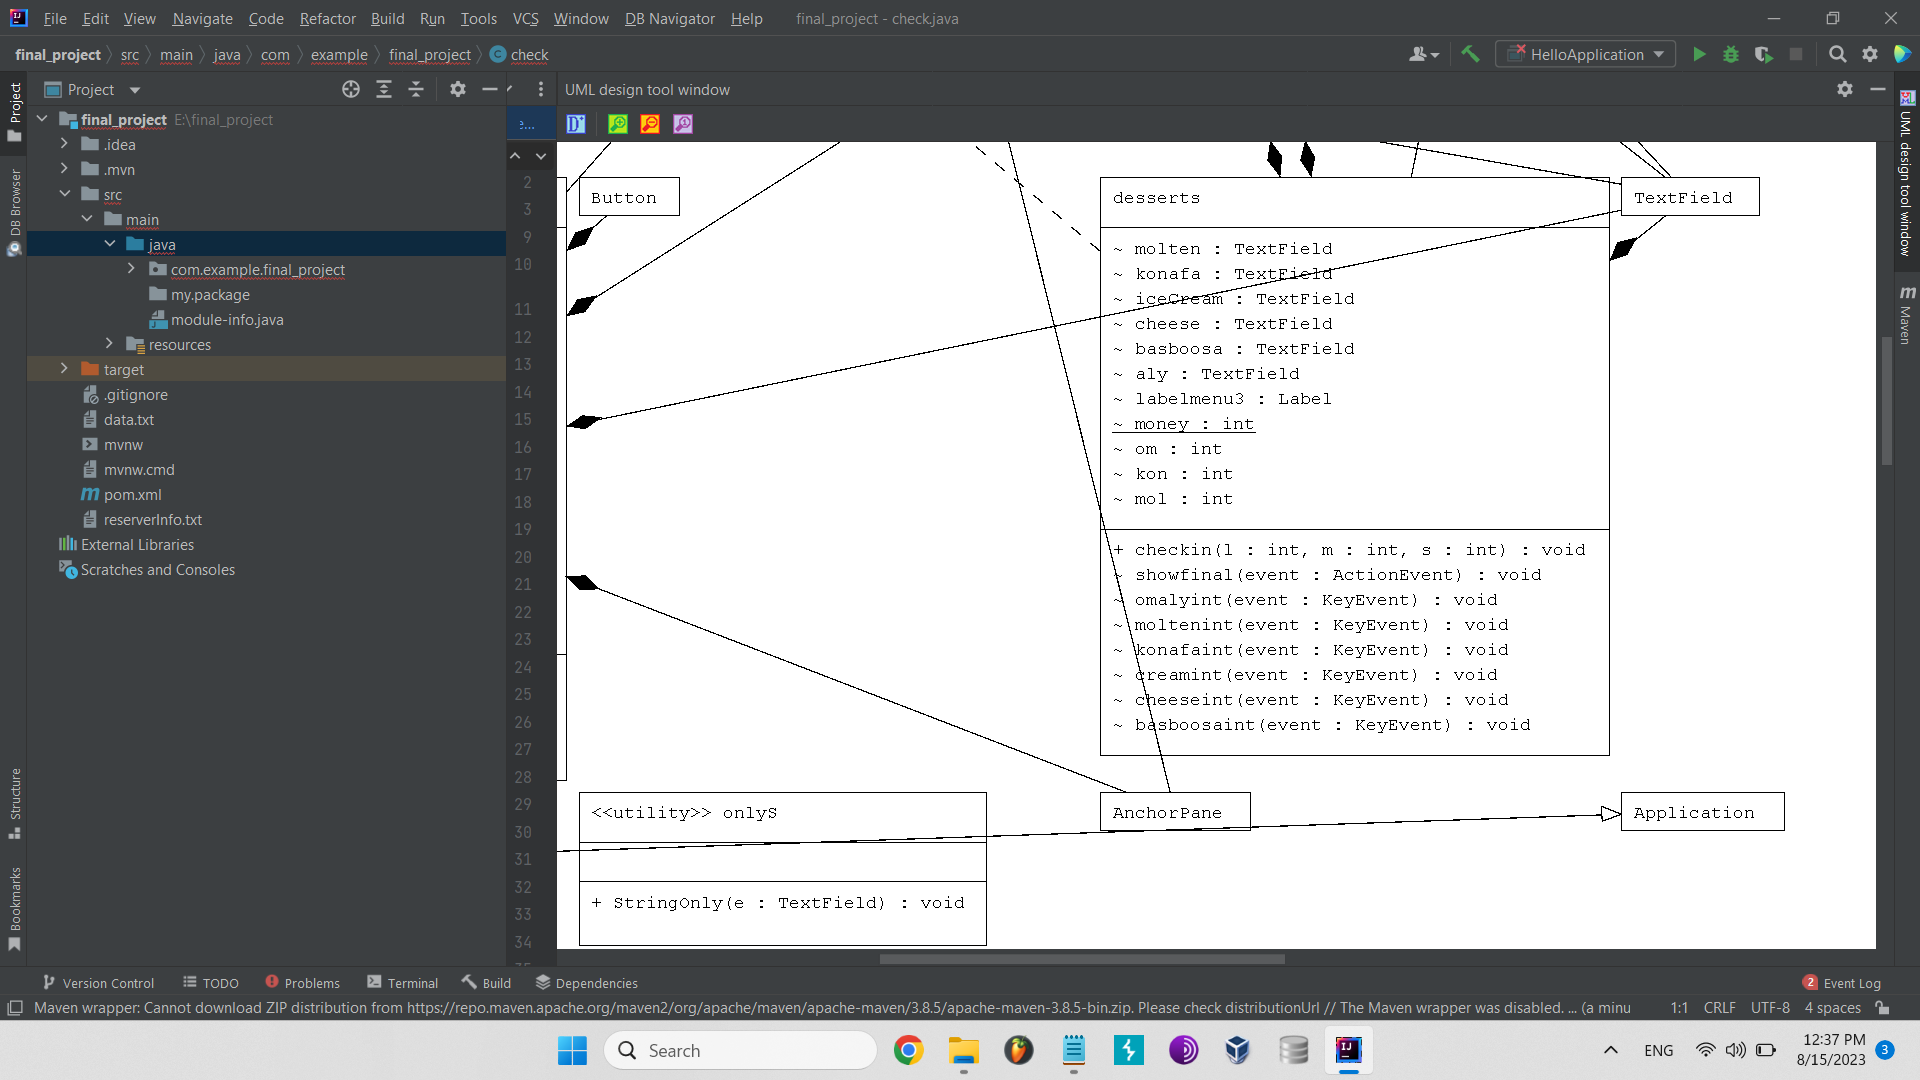 File Edit View Navigate Code Refactor Build Run Tools VCS Window DB Navigator Help final_project - check.java
final_project src main java com example final_project check
HelloApplication
Project
UML design tool window
e...
final_project E:\final_project
.idea
.mvn
src
main
java
com.example.final_project
my.package
module-info.java
resources
target
.gitignore
data.txt
mvnw
mvnw.cmd
pom.xml
reserverInfo.txt
External Libraries
Scratches and Consoles
Project
DB Browser
Structure
Bookmarks
2
3
9
10
11
12
13
14
15
16
17
18
19
20
21
22
23
24
25
26
27
28
29
30
31
32
33
34
Button
desserts
~ molten : TextField
~ konafa : TextField
~ iceCream : TextField
~ cheese : TextField
~ basboosa : TextField
~ aly : TextField
~ labelmenu3 : Label
~ money : int
~ om : int
~ kon : int
~ mol : int
+ checkin(l : int, m : int, s : int) : void
~ showfinal(event : ActionEvent) : void
~ omalyint(event : KeyEvent) : void
~ moltenint(event : KeyEvent) : void
~ konafaint(event : KeyEvent) : void
~ creamint(event : KeyEvent) : void
~ cheeseint(event : KeyEvent) : void
~ basboosaint(event : KeyEvent) : void
TextField
<<utility>> onlyS
+ StringOnly(e : TextField) : void
AnchorPane
Application
UML design tool window
Maven
Version Control TODO Problems Terminal Build Dependencies 2 Event Log
Maven wrapper: Cannot download ZIP distribution from https://repo.maven.apache.org/maven2/org/apache/maven/apache-maven/3.8.5/apache-maven-3.8.5-bin.zip. Please check distributionUrl // The Maven wrapper was disabled. ... (a minu 1:1 CRLF UTF-8 4 spaces
Search
ENG
12:37 PM
8/15/2023
3